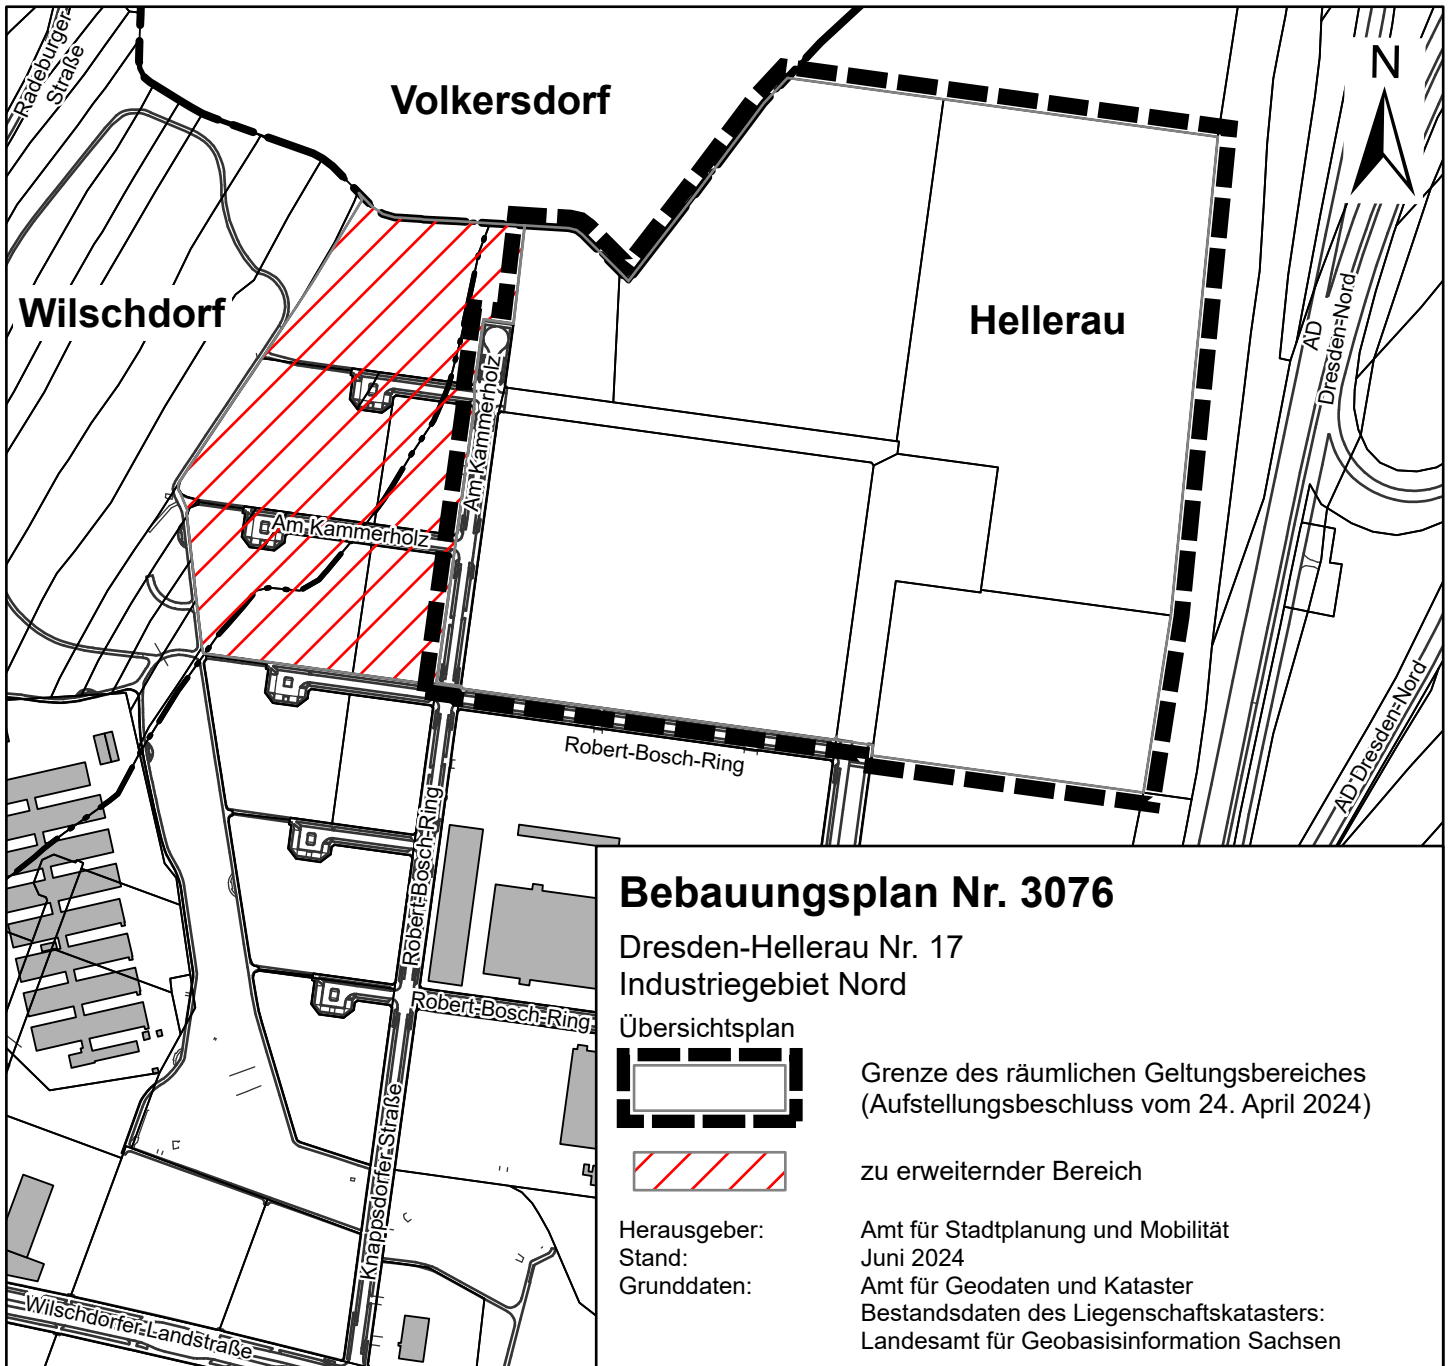 Radeburger
Straße
Volkersdorf
N
Wilschdorf
Hellerau
AD
Dresden-Nord
Am Kammerholz
Am Kammerholz
Robert-Bosch-Ring
AD Dresden-Nord
Robert-Bosch-Ring
Robert-Bosch-Ring
Knappsdorfer Straße
Wilschdorfer Landstraße
Bebauungsplan Nr. 3076
Dresden-Hellerau Nr. 17
Industriegebiet Nord
Übersichtsplan
Grenze des räumlichen Geltungsbereiches
(Aufstellungsbeschluss vom 24. April 2024)
zu erweiternder Bereich
Herausgeber: Amt für Stadtplanung und Mobilität
Stand: Juni 2024
Grunddaten: Amt für Geodaten und Kataster
Bestandsdaten des Liegenschaftskatasters:
Landesamt für Geobasisinformation Sachsen